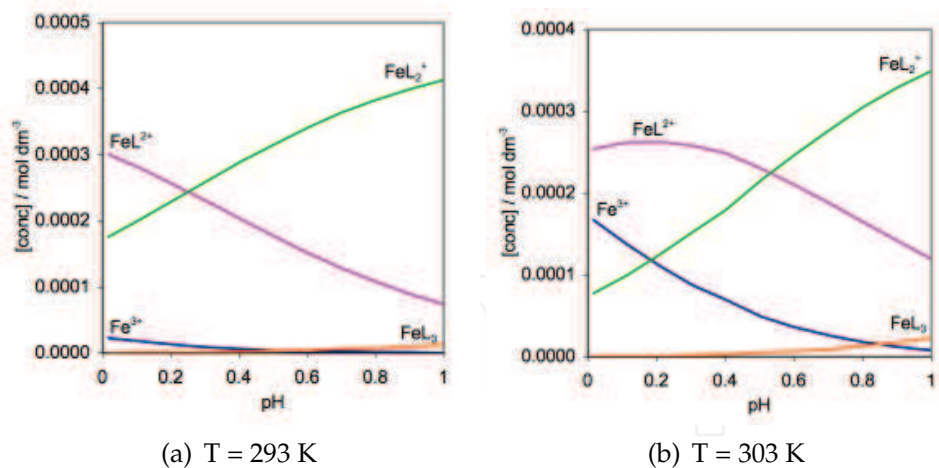 0.0005
0.0004
0.0003
0.0002
0.0001
0.0000
[conc] / mol dm⁻³
FeL₂⁺
FeL²⁺
Fe³⁺
FeL₃
0 0.2 0.4 0.6 0.8 1
pH
(a) T = 293 K
0.0004
0.0003
0.0002
0.0001
0.0000
[conc] / mol dm⁻³
FeL₂⁺
FeL²⁺
Fe³⁺
FeL₃
0 0.2 0.4 0.6 0.8 1
pH
(b) T = 303 K